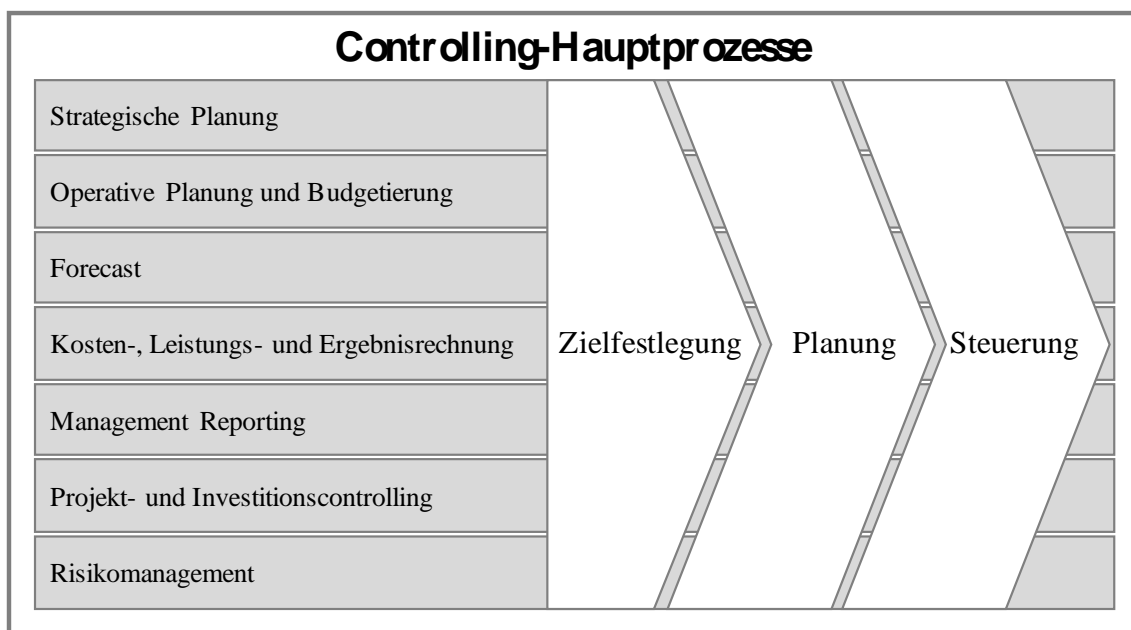 Controlling-Hauptprozesse
Strategische Planung
Operative Planung und Budgetierung
Forecast
Kosten-, Leistungs- und Ergebnisrechnung
Zielfestlegung
Planung
Steuerung
Management Reporting
Projekt- und Investitionscontrolling
Risikomanagement